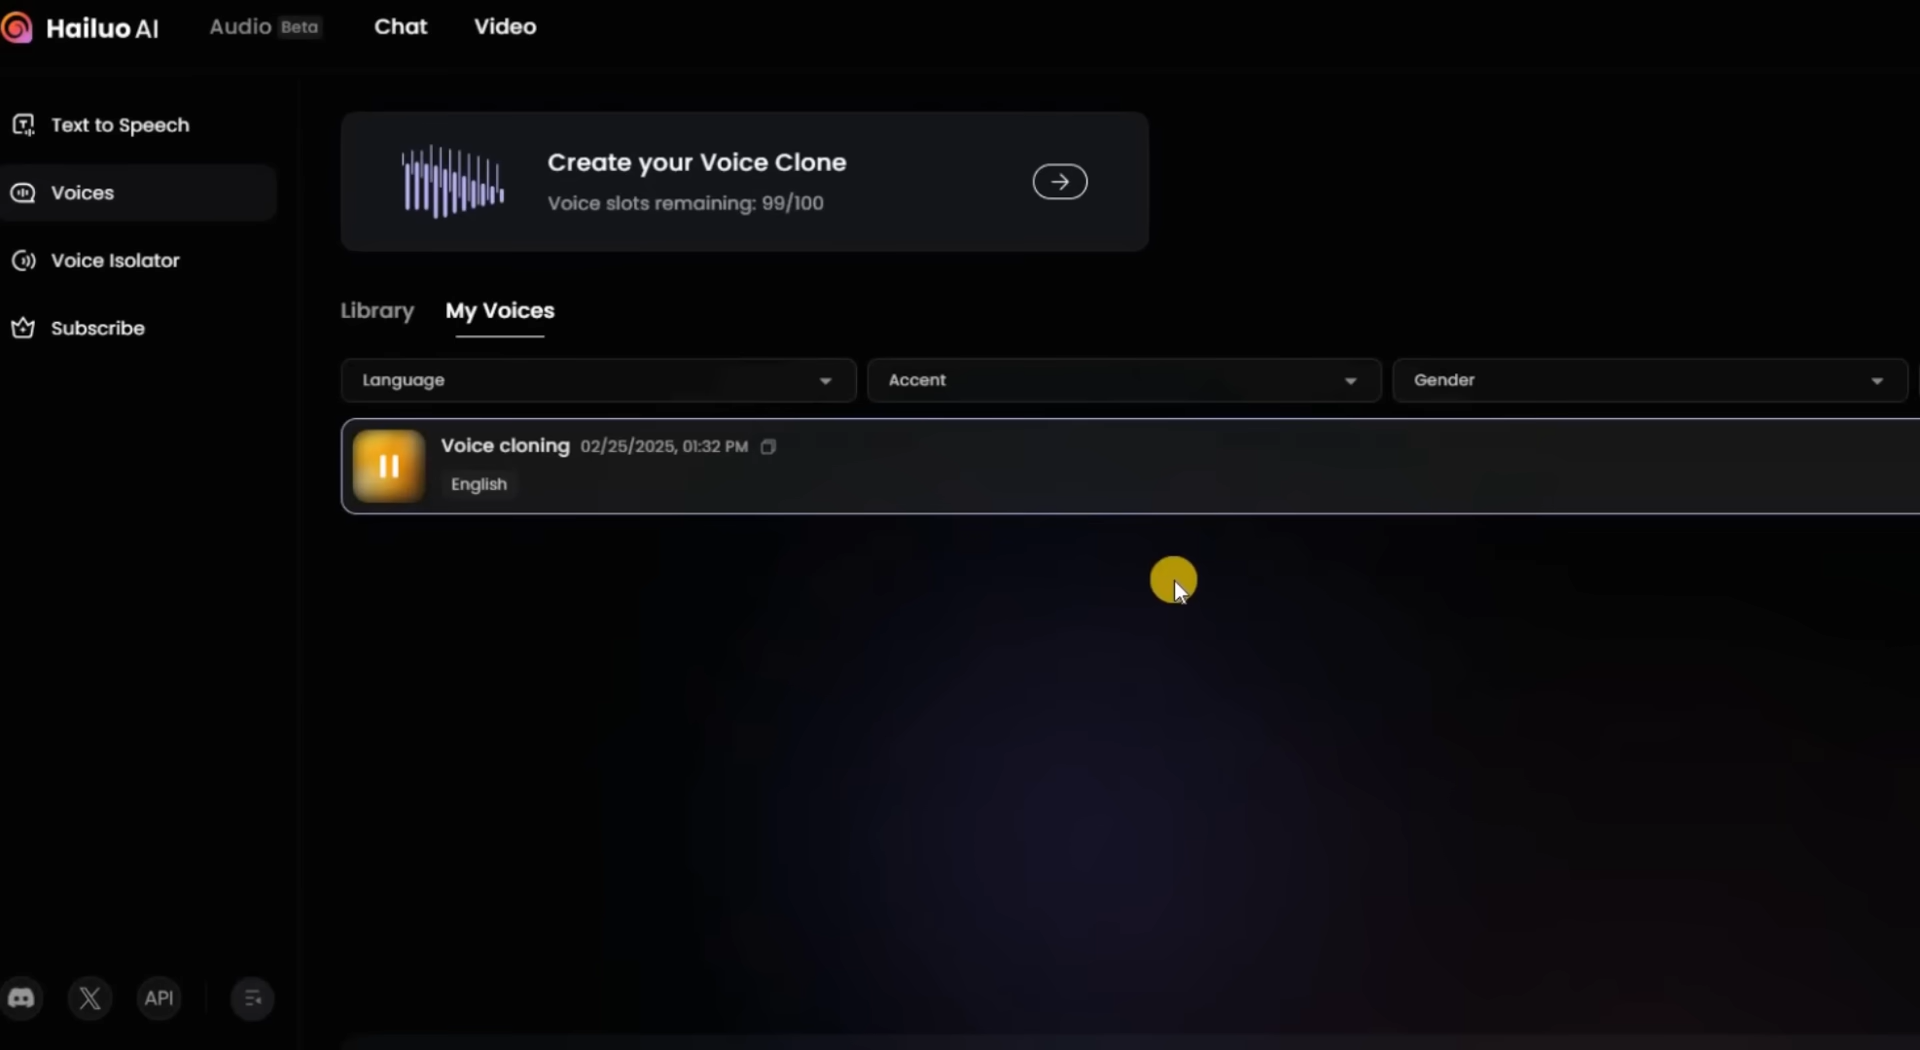 Hailuo AI Audio Beta Chat Video
Text to Speech
Voices
Voice Isolator
Subscribe
Create your Voice Clone
Voice slots remaining: 99/100
Library My Voices
Language Accent Gender
Voice cloning 02/25/2025, 01:32 PM
English
API